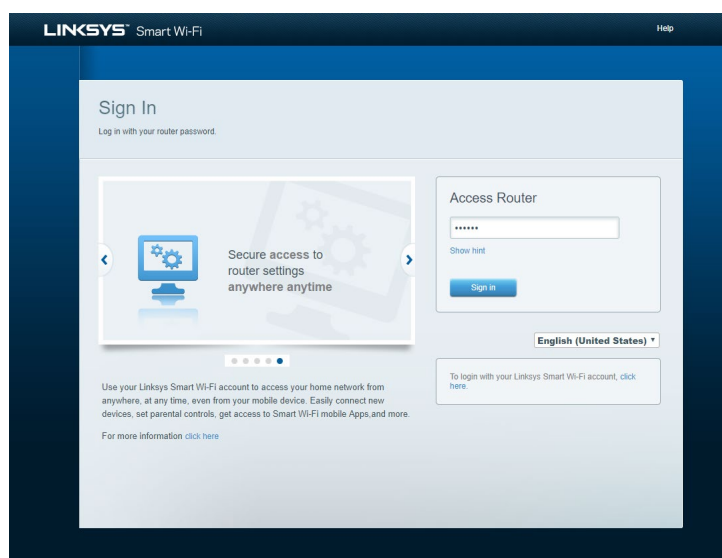 LINKSYS™ Smart Wi-Fi
Help
Sign In
Log in with your router password.
Secure access to
router settings
anywhere anytime
Access Router
••••••
Show hint
Sign in
English (United States)
To login with your Linksys Smart Wi-Fi account, click
here.
Use your Linksys Smart Wi-Fi account to access your home network from
anywhere, at any time, even from your mobile device. Easily connect new
devices, set parental controls, get access to Smart Wi-Fi mobile Apps,and more.
For more information click here